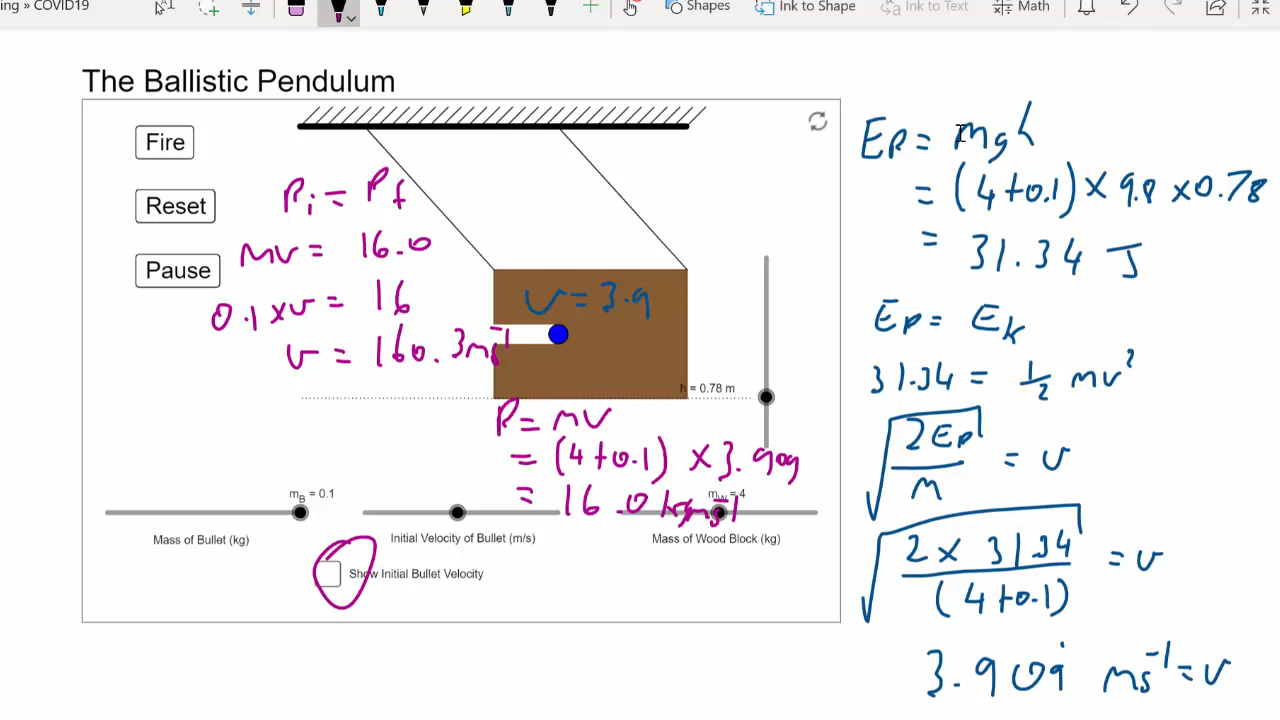 ing » COVID19
Shapes
Ink to Shape
Ink to Text
Math
The Ballistic Pendulum
Fire
Reset
Pause
Pi = Pf
mv = 16.0
0.1 x v = 16
v = 160.3ms⁻¹
v = 3.9
h = 0.78 m
P = mv
= (4+0.1) x 3.909
= 16.0 kgms⁻¹
m_B = 0.1
m_W = 4
Mass of Bullet (kg)
Initial Velocity of Bullet (m/s)
Mass of Wood Block (kg)
Show Initial Bullet Velocity
Ep = mgh
= (4+0.1) x 9.8 x 0.78
= 31.34 J
Ep = Ek
31.34 = 1/2 mv²
√(2Ep/m) = v
√(2 x 31.34/(4+0.1)) = v
3.909 ms⁻¹ = v